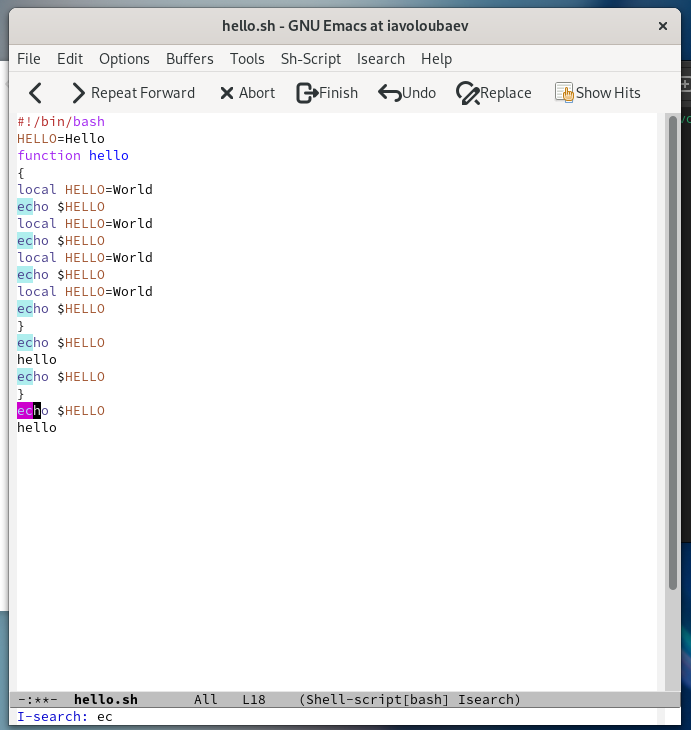 hello.sh - GNU Emacs at iavoloubaev ×
File Edit Options Buffers Tools Sh-Script Isearch Help
Repeat Forward Abort Finish Undo Replace Show Hits
#!/bin/bash
HELLO=Hello
function hello
{
local HELLO=World
echo $HELLO
local HELLO=World
echo $HELLO
local HELLO=World
echo $HELLO
local HELLO=World
echo $HELLO
}
echo $HELLO
hello
echo $HELLO
}
echo $HELLO
hello
-:**- hello.sh All L18 (Shell-script[bash] Isearch)
I-search: ec